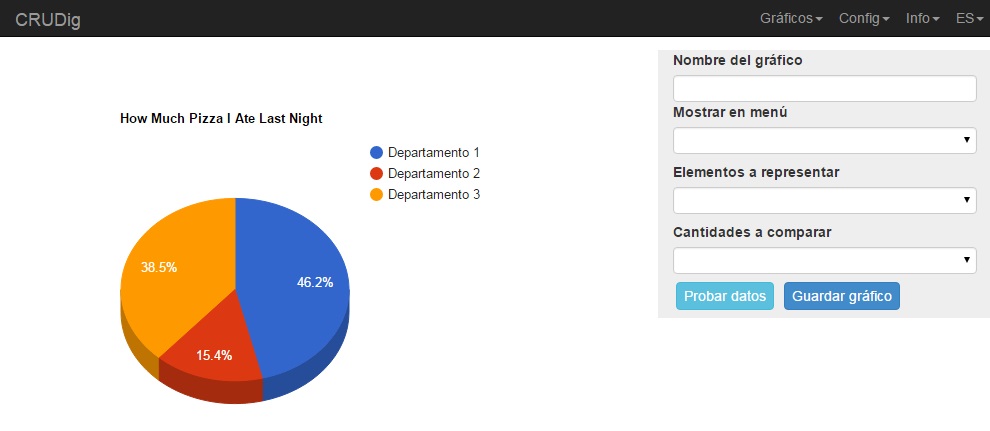 CRUDig
Gráficos Config Info ES
How Much Pizza I Ate Last Night
Departamento 1
Departamento 2
Departamento 3
38.5%
46.2%
15.4%
Nombre del gráfico
Mostrar en menú
Elementos a representar
Cantidades a comparar
Probar datos Guardar gráfico